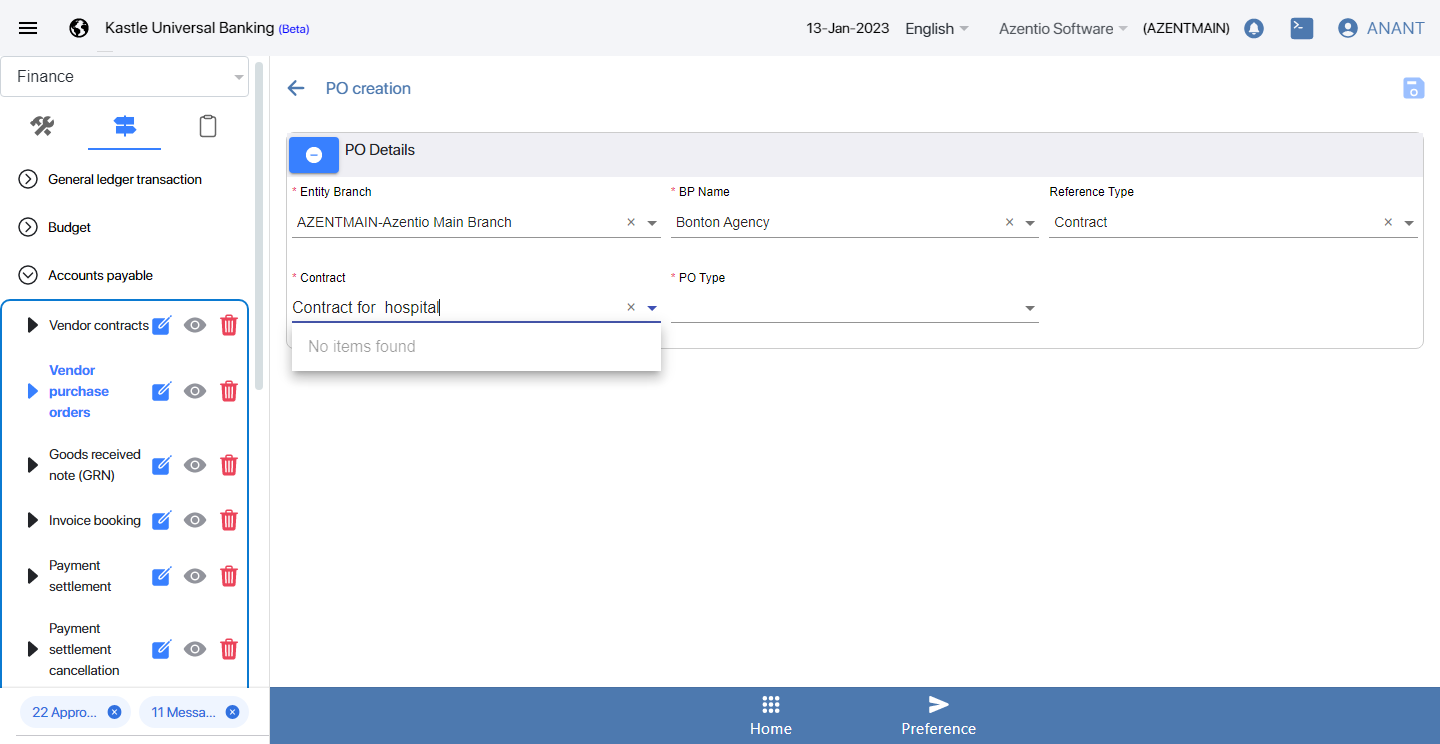 Kastle Universal Banking (Beta)
13-Jan-2023
English
Azentio Software
(AZENTMAIN)
ANANT
Finance
General ledger transaction
Budget
Accounts payable
Vendor contracts
Vendor
purchase
orders
Goods received
note (GRN)
Invoice booking
Payment
settlement
Payment
settlement
cancellation
22 Appro...
11 Messa...
PO creation
PO Details
* Entity Branch
* BP Name
Reference Type
AZENTMAIN-Azentio Main Branch
Bonton Agency
Contract
* Contract
* PO Type
Contract for  hospital
No items found
Home
Preference